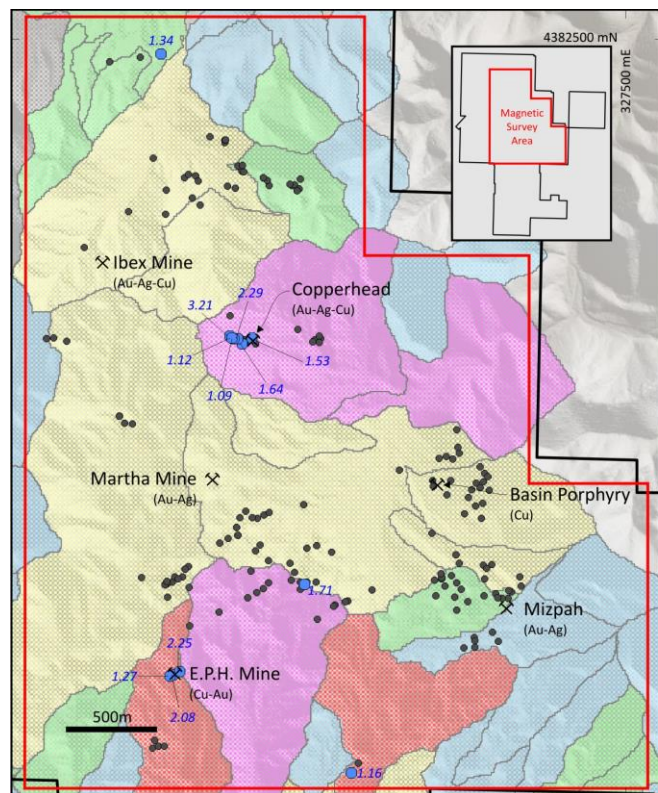 1.34
4382500 mN
327500 mE
Magnetic
Survey
Area
Ibex Mine
(Au-Ag-Cu)
2.29
3.21
Copperhead
(Au-Ag-Cu)
1.12
1.53
1.09
1.64
Martha Mine
(Au-Ag)
Basin Porphyry
(Cu)
1.71
Mizpah
(Au-Ag)
2.25
1.27
E.P.H. Mine
(Cu-Au)
2.08
500m
1.16